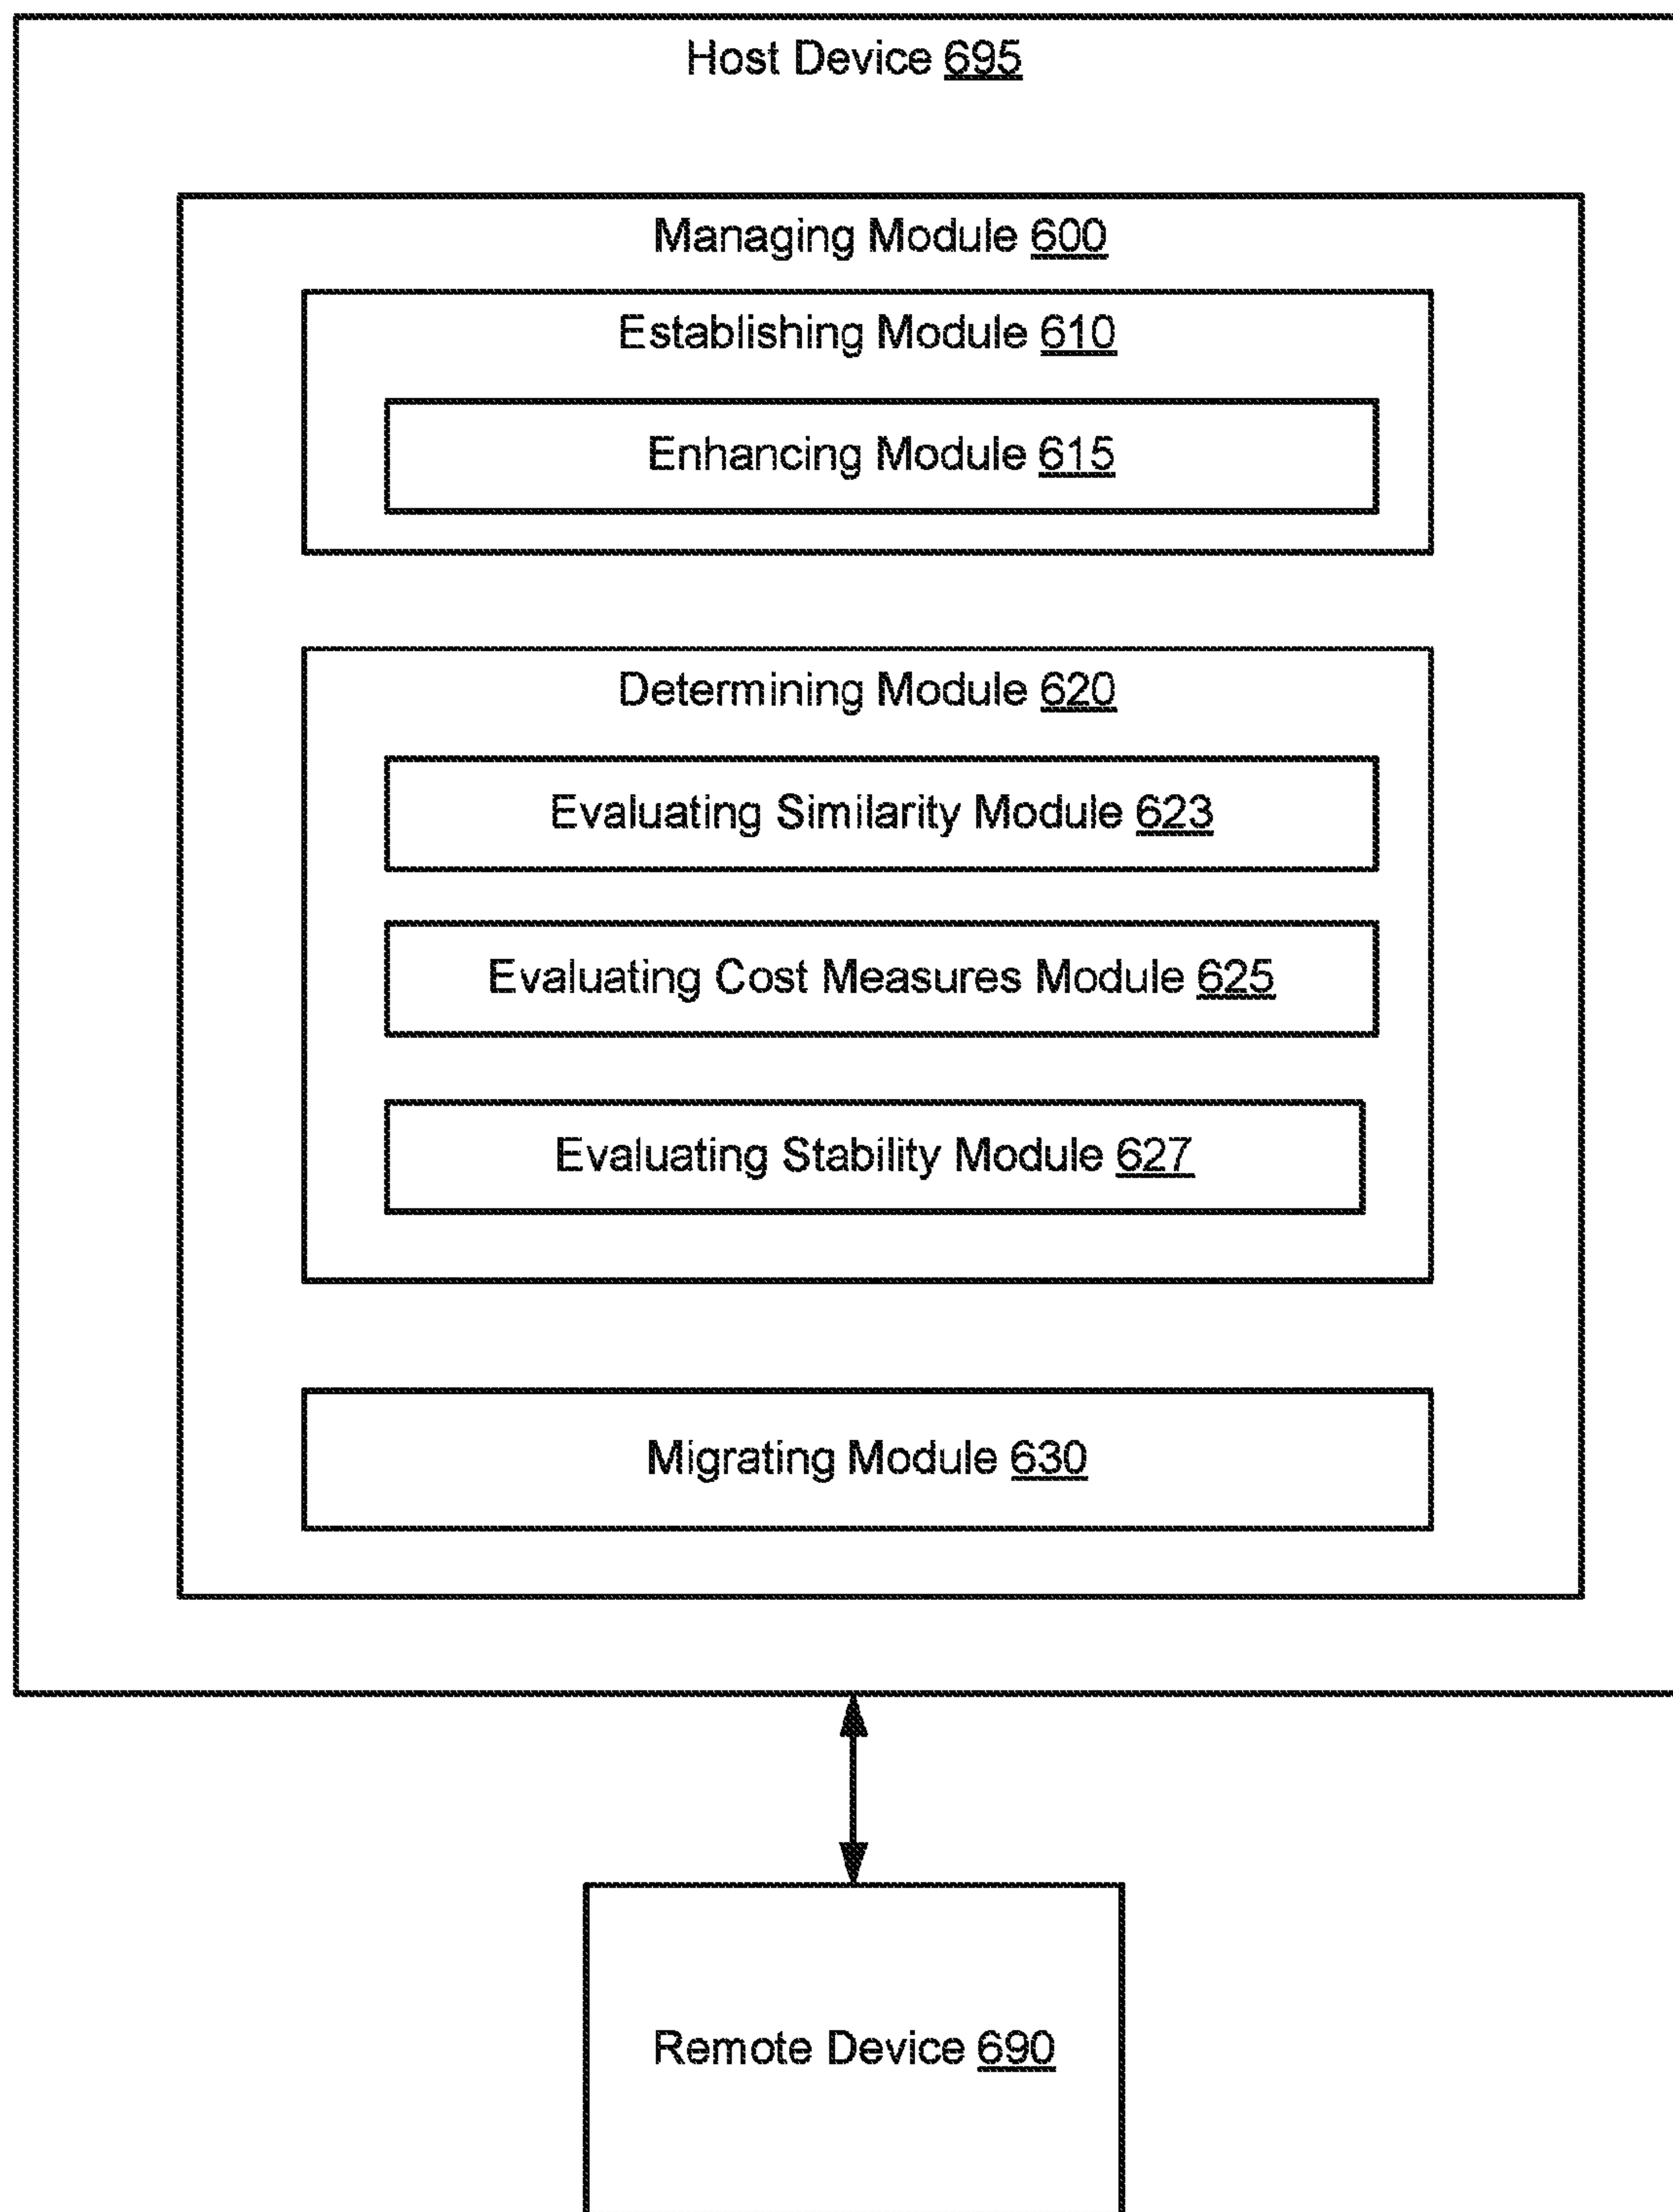 Host Device 695
Managing Module 600
Establishing Module 610
Enhancing Module 615
Determining Module 620
Evaluating Similarity Module 623
Evaluating Cost Measures Module 625
Evaluating Stability Module 627
Migrating Module 630
Remote Device 690